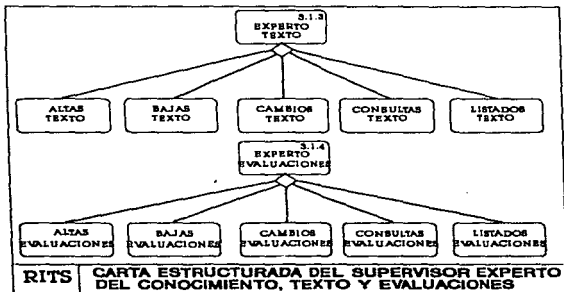 3.1.3
EXPERTO
TEXTO
ALTAS
TEXTO
BAJAS
TEXTO
CAMBIOS
TEXTO
CONSULTAS
TEXTO
LISTADOS
TEXTO
3.1.4
EXPERTO
EVALUACIONES
ALTAS
EVALUACIONES
BAJAS
EVALUACIONES
CAMBIOS
EVALUACIONES
CONSULTAS
EVALUACIONES
LISTADOS
EVALUACIONES
RITS
CARTA ESTRUCTURADA DEL SUPERVISOR EXPERTO
DEL CONOCIMIENTO, TEXTO Y EVALUACIONES